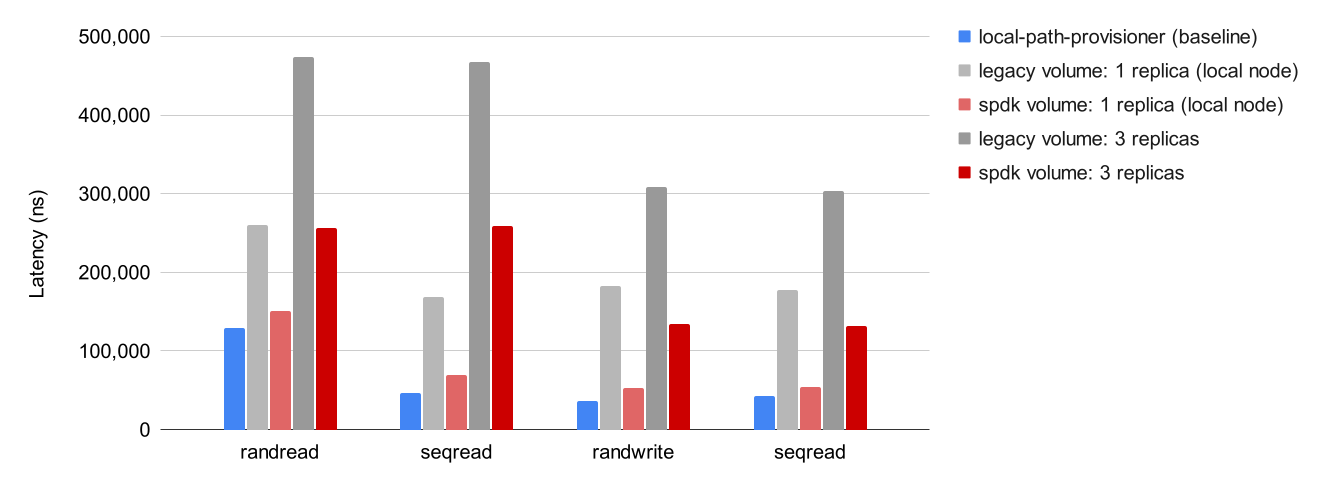 500,000
400,000
300,000
200,000
100,000
0
Latency (ns)
randread
seqread
randwrite
seqread
local-path-provisioner (baseline)
legacy volume: 1 replica (local node)
spdk volume: 1 replica (local node)
legacy volume: 3 replicas
spdk volume: 3 replicas